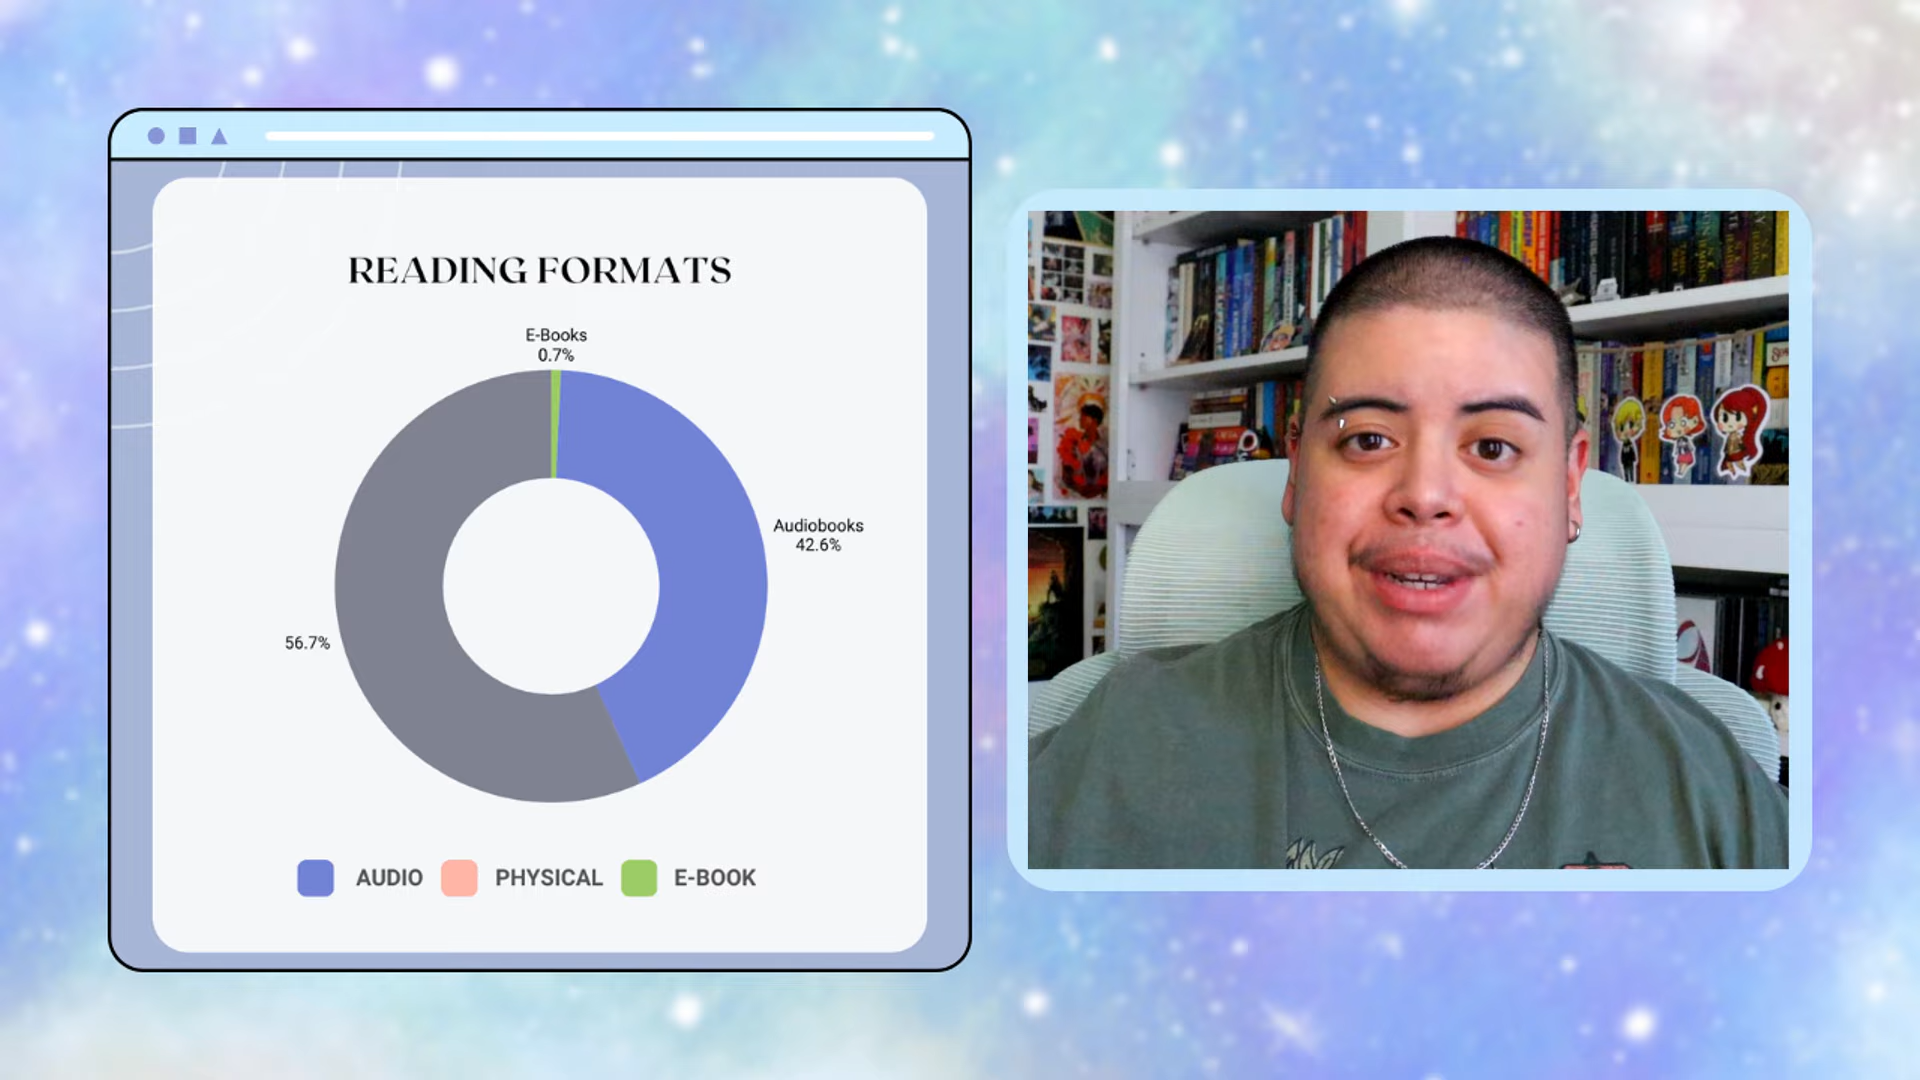 READING FORMATS
E-Books
0.7%
Audiobooks
42.6%
56.7%
AUDIO
PHYSICAL
E-BOOK